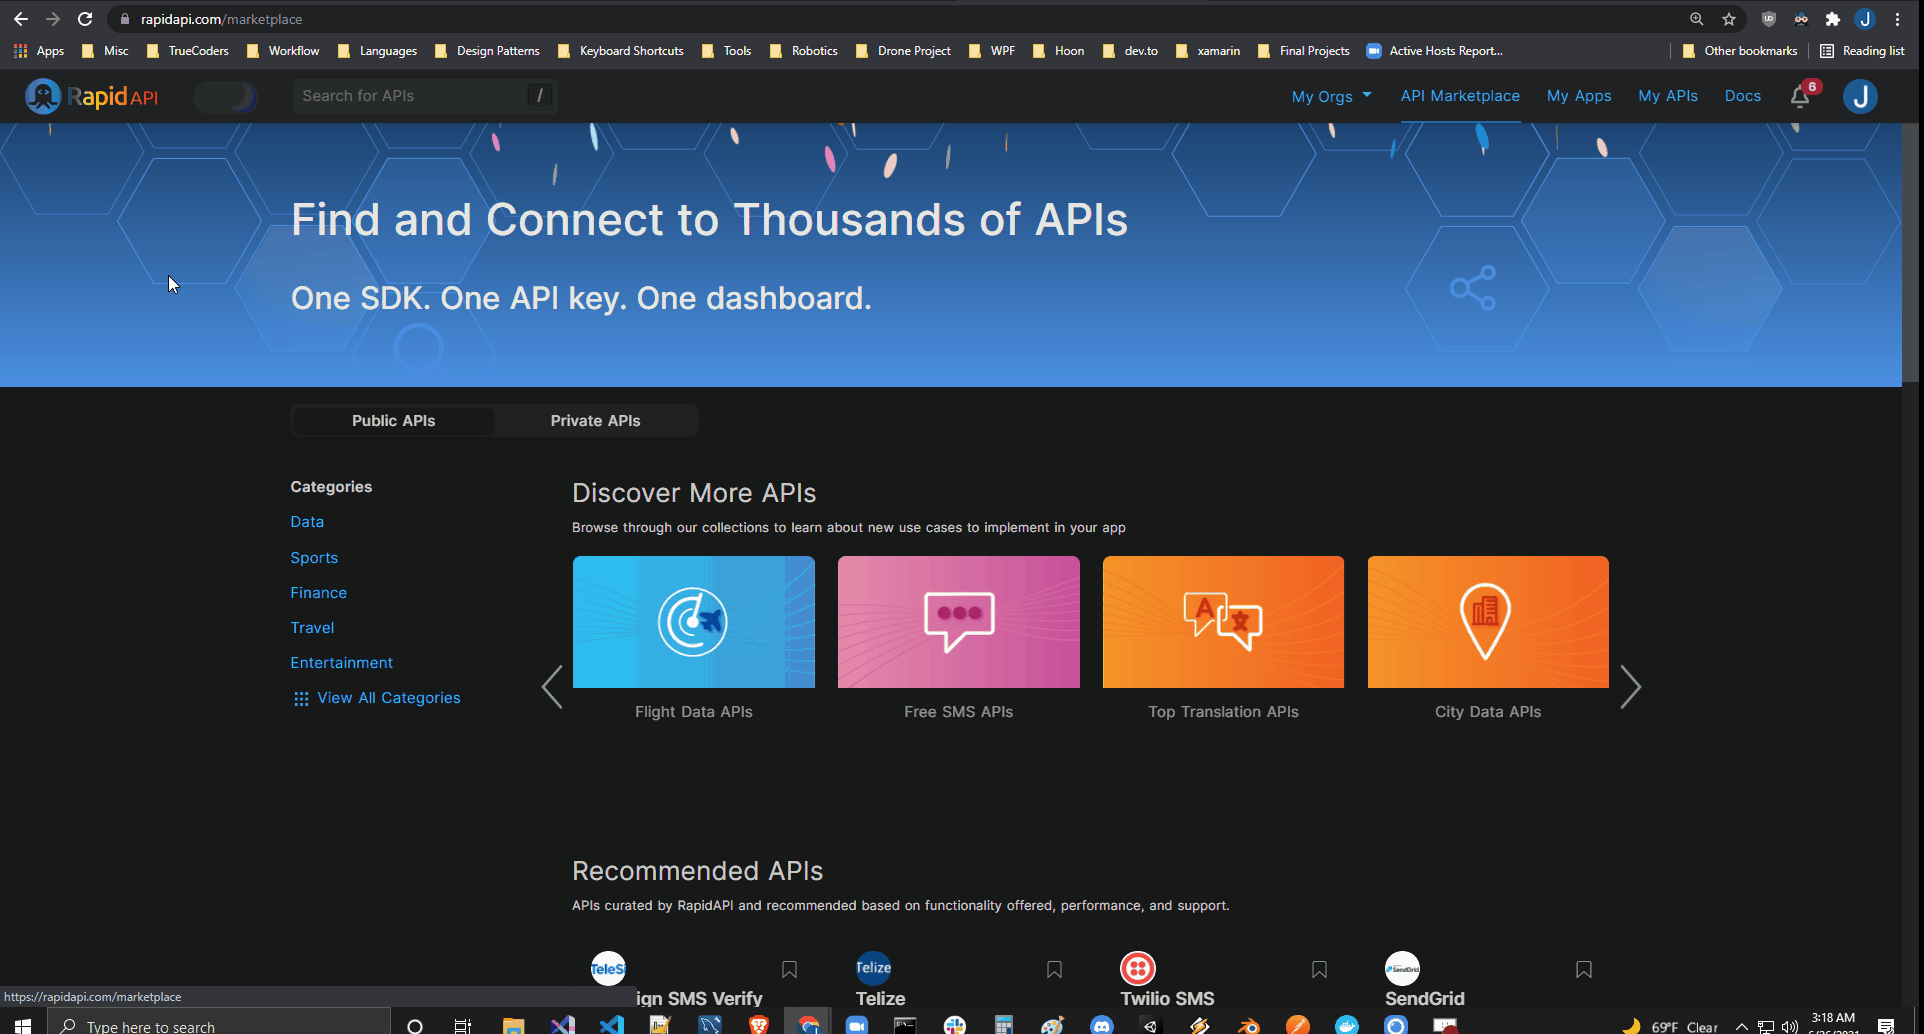 rapidapi.com/marketplace
Apps Misc TrueCoders Workflow Languages Design Patterns Keyboard Shortcuts Tools Robotics Drone Project WPF Hoon dev.to xamarin Final Projects Active Hosts Report... Other bookmarks Reading list
Rapid API Search for APIs / My Orgs API Marketplace My Apps My APIs Docs 6 J
Find and Connect to Thousands of APIs
One SDK. One API key. One dashboard.
Public APIs Private APIs
Categories
Data
Sports
Finance
Travel
Entertainment
View All Categories
Discover More APIs
Browse through our collections to learn about new use cases to implement in your app
Flight Data APIs Free SMS APIs Top Translation APIs City Data APIs
Recommended APIs
APIs curated by RapidAPI and recommended based on functionality offered, performance, and support.
TeleSi Telize SendGrid
ign SMS Verify Telize Twilio SMS SendGrid
https://rapidapi.com/marketplace
Type here to search 69°F Clear 3:18 AM